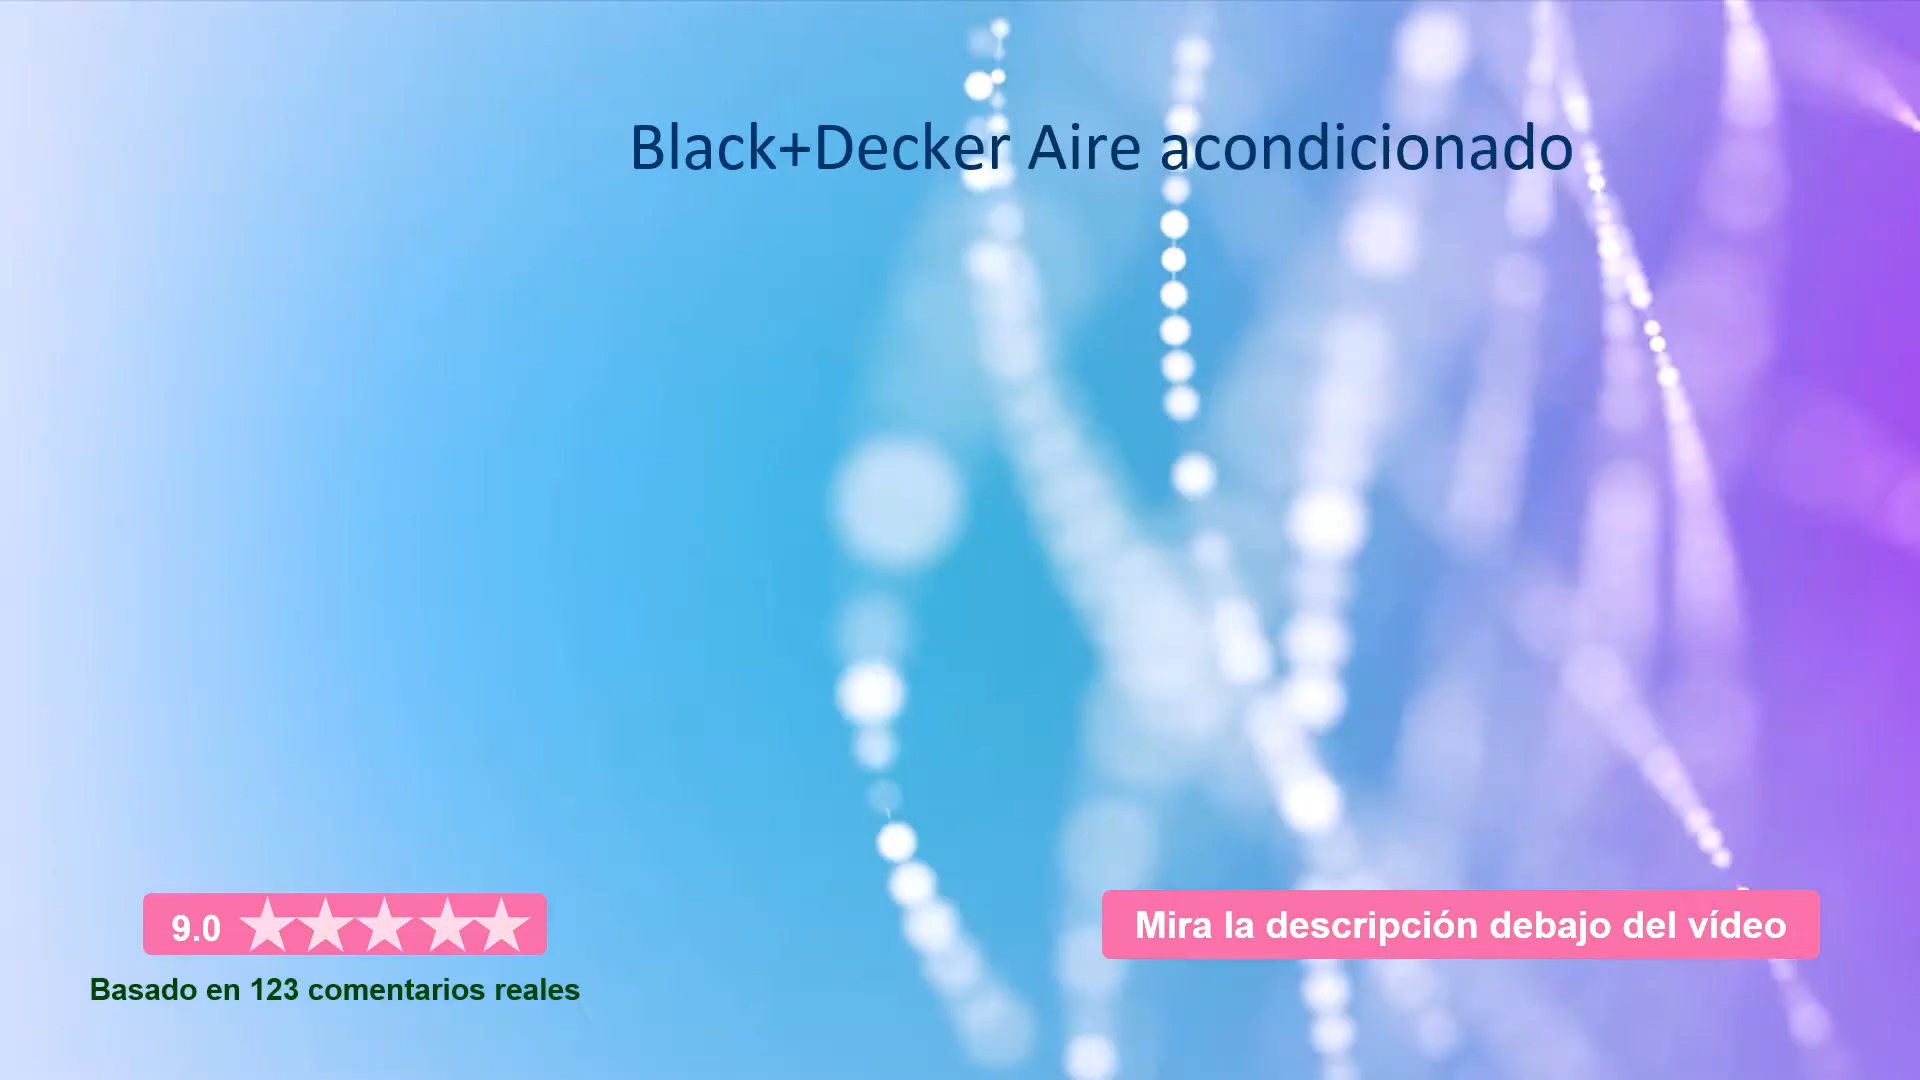 Black+Decker Aire acondicionado
9.0
Mira la descripción debajo del vídeo
Basado en 123 comentarios reales